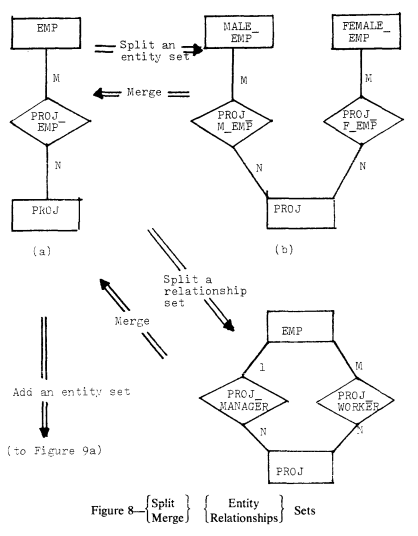 EMP
M
PROJ_
EMP
N
PROJ
(a)
Split an
entity set
Merge
MALE_
EMP
FEMALE_
EMP
M
M
PROJ_
M_EMP
PROJ_
F_EMP
N
N
PROJ
(b)
Split a
relationship
set
Merge
Add an entity set
(to Figure 9a)
EMP
1
M
PROJ_
MANAGER
PROJ_
WORKER
N
N
PROJ
Figure 8—{Split Merge} {Entity Relationships} Sets